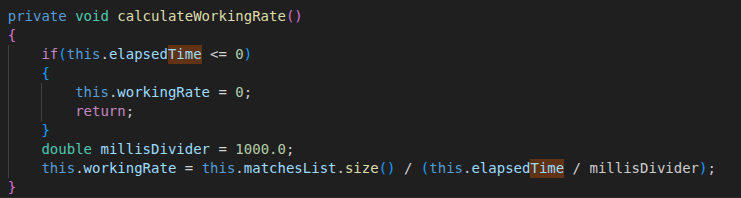 private void calculateWorkingRate()
{
    if(this.elapsedTime <= 0)
    {
        this.workingRate = 0;
        return;
    }
    double millisDivider = 1000.0;
    this.workingRate = this.matchesList.size() / (this.elapsedTime / millisDivider);
}